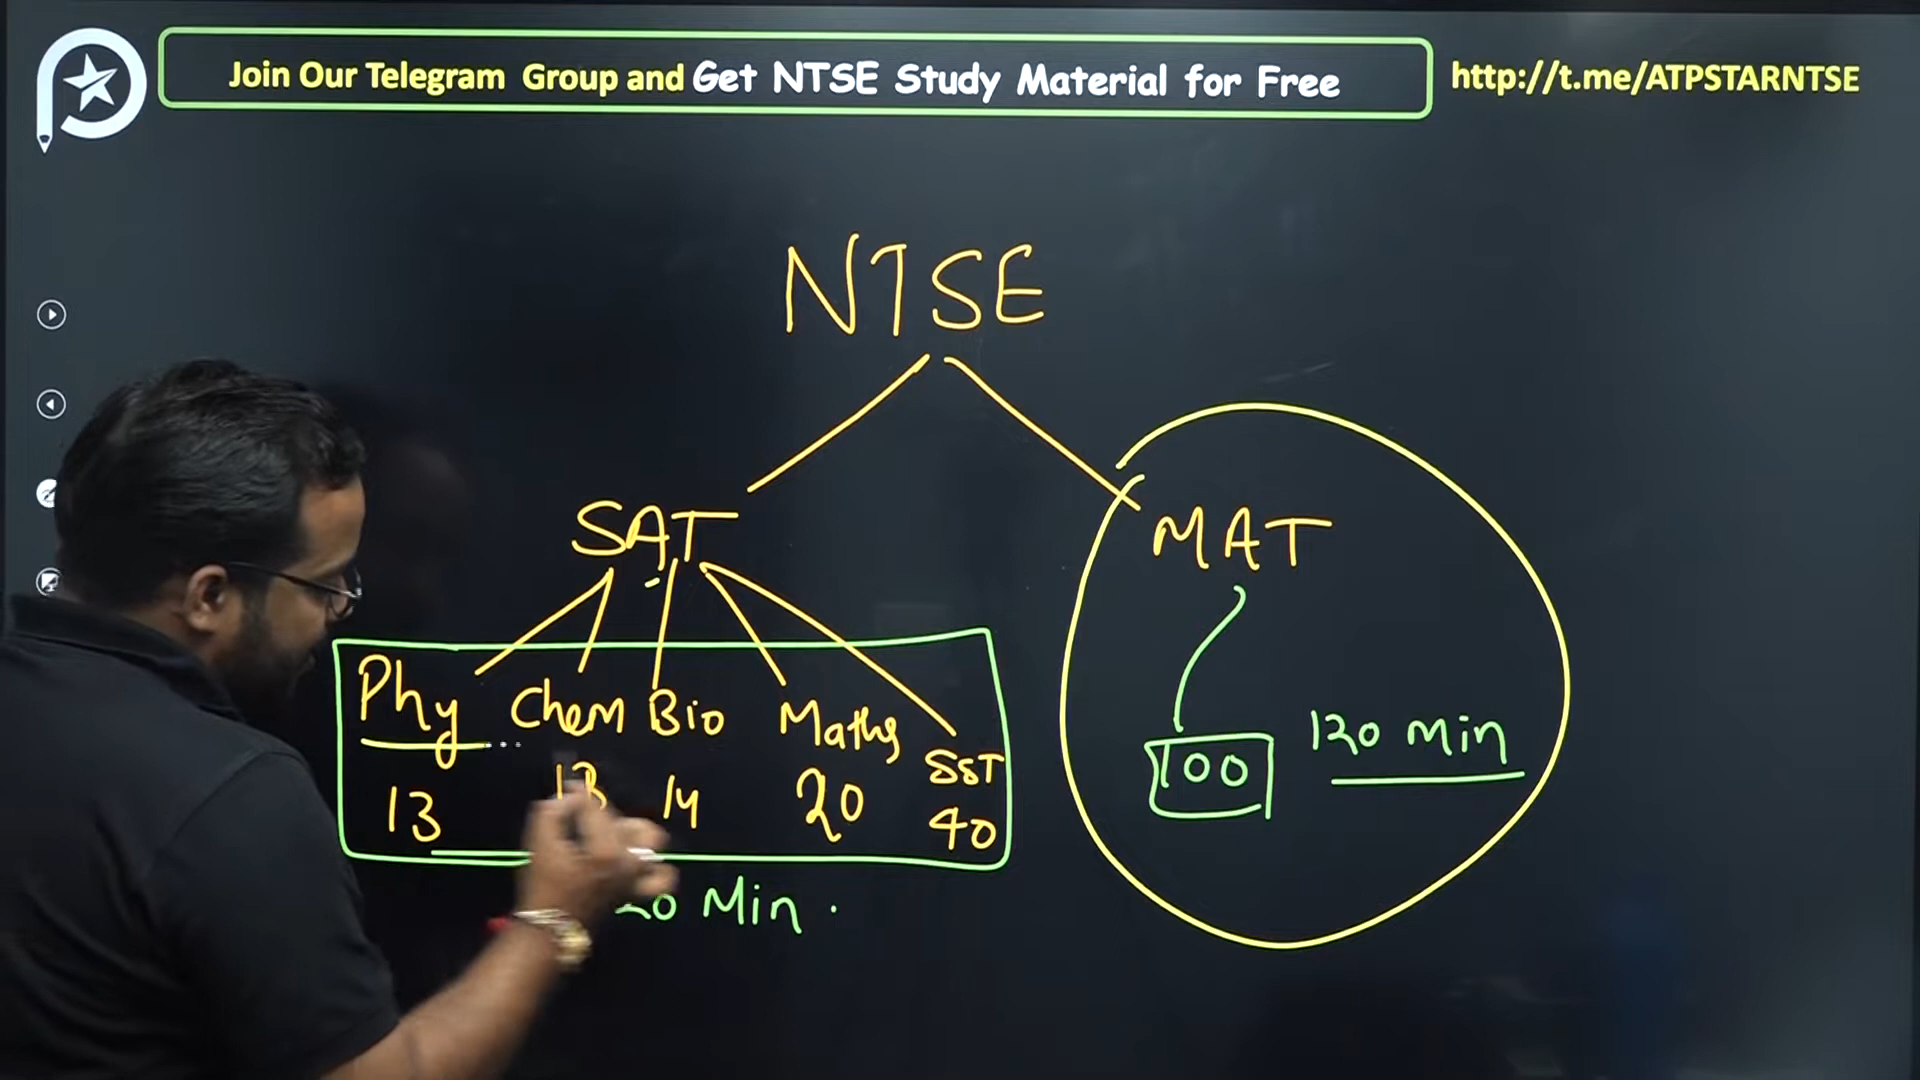 Join Our Telegram Group and Get NTSE Study Material for Free
http://t.me/ATPSTARNTSE
NTSE
SAT
MAT
Phy Chem Bio Maths SST
13 13 14 20 40
100 120 Min
Min